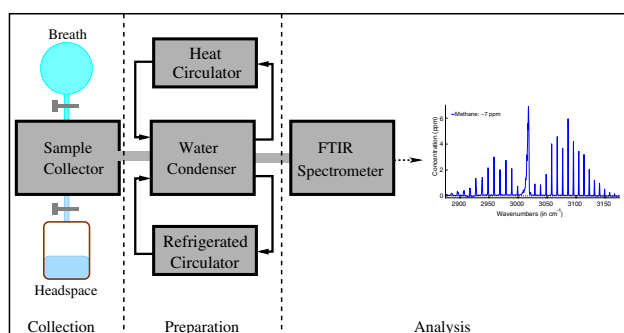 Breath
Sample
Collector
Headspace
Collection
Heat
Circulator
Water
Condenser
Refrigerated
Circulator
Preparation
FTIR
Spectrometer
Methane: ~7 ppm
Concentration (ppm)
6
4
2
0
2900 2950 3000 3050 3100 3150
Wavenumbers (in cm⁻¹)
Analysis